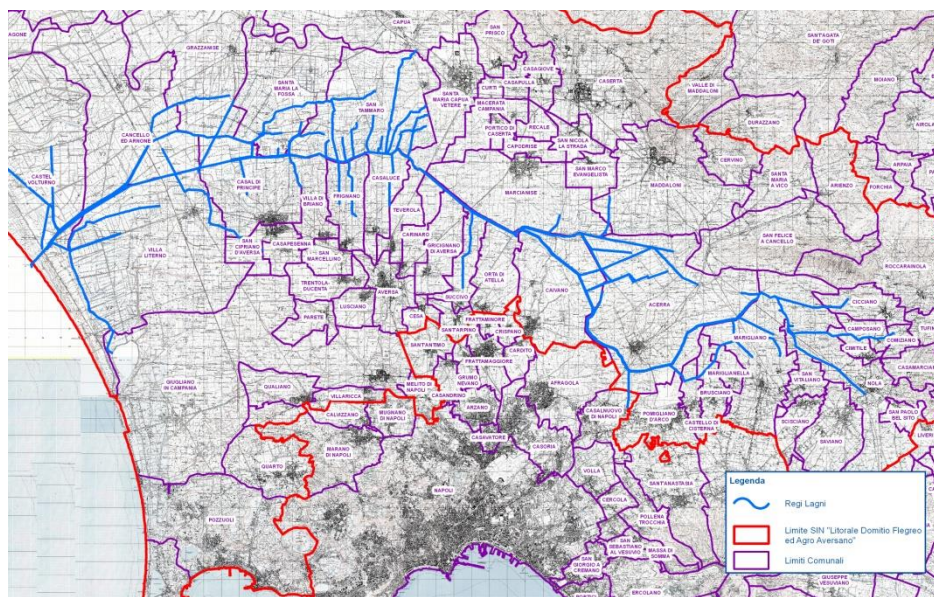 RAGONE
GRAZZANISE
CAPUA
SAN
PRISCO
SANT'AGATA
DE' GOTI
SANTA
MARIA LA
FOSSA
CASAGIOVE
CASAPULLA
CURTI
CASERTA
MOIANO
SAN
TAMMARO
SANTA
MARIA CAPUA
VETERE
MACERATA
CAMPANIA
VALLE DI
MADDALONI
DURAZZANO
AIROLA
CANCELLO
ED ARNONE
PORTICO DI
CASERTA
RECALE
CAPODRISE
SAN NICOLA
LA STRADA
CASTEL
VOLTURNO
CASAL DI
PRINCIPE
VILLA DI
BRIANO
FRIGNANO
CASALUCE
MARCIANISE
SAN MARCO
EVANGELISTA
MADDALONI
CERVINO
SANTA
MARIA
A VICO
ARIENZO
ARPAIA
FORCHIA
TEVEROLA
VILLA
LITERNO
SAN
CIPRIANO
D'AVERSA
CASAPESENNA
SAN
MARCELLINO
CARINARO
GRICIGNANO
DI AVERSA
SAN FELICE
A CANCELLO
ROCCARAINOLA
TRENTOLA-
DUCENTA
AVERSA
ORTA DI
ATELLA
CAIVANO
ACERRA
PARETE
LUSCIANO
CESA
SUCCIVO
FRATTAMINORE
SANT'ARPINO
CRISPANO
CICCIANO
CAMPOSANO
COMIZIANO
TUFIN
SANT'ANTIMO
CARDITO
FRATTAMAGGIORE
MARIGLIANO
CIMITILE
CASAMARCIAN
GIUGLIANO
IN CAMPANIA
QUALIANO
VILLARICCA
MELITO DI
NAPOLI
GRUMO
NEVANO
CASANDRINO
AFRAGOLA
MARIGLIANELLA
BRUSCIANO
SAN
VITALIANO
NOLA
CALVIZZANO
MUGNANO
DI NAPOLI
ARZANO
CASALNUOVO
DI NAPOLI
POMIGLIANO
D'ARCO
CASTELLO DI
CISTERNA
SCISCIANO
SAVIANO
SAN PAOLO
BEL SITO
LIVERI
MARANO
DI NAPOLI
CASAVATORE
CASORIA
QUARTO
VOLLA
SANT'ANASTASIA
NAPOLI
CERCOLA
POZZUOLI
POLLENA
TROCCHIA
SAN
SEBASTIANO
AL VESUVIO
MASSA DI
SOMMA
SAN
GIORGIO A
CREMANO
ERCOLANO
GIUSEPPE
VESUVIANO
Legenda
Regi Lagni
Limite SIN "Litorale Domitio Flegreo
ed Agro Aversano"
Limiti Comunali